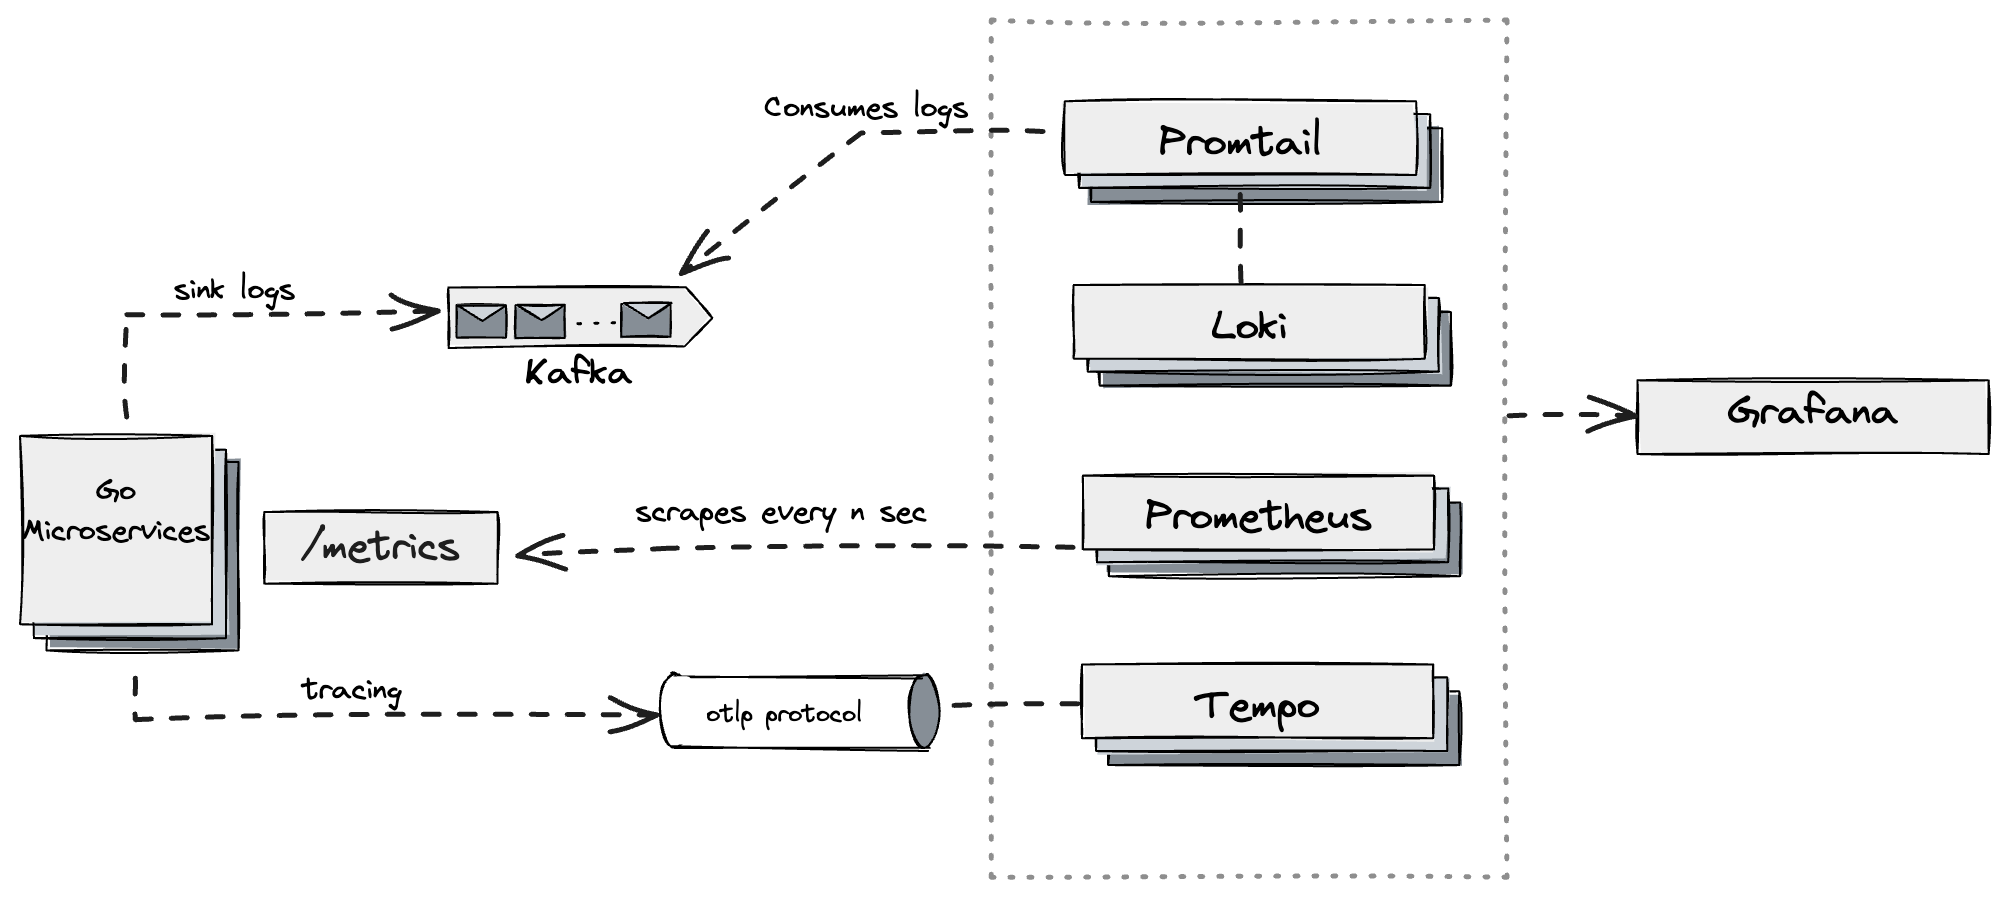 Consumes logs
Promtail
sink logs
Kafka
Loki
Grafana
Go
Microservices
/metrics
scrapes every n sec
Prometheus
tracing
otlp protocol
Tempo